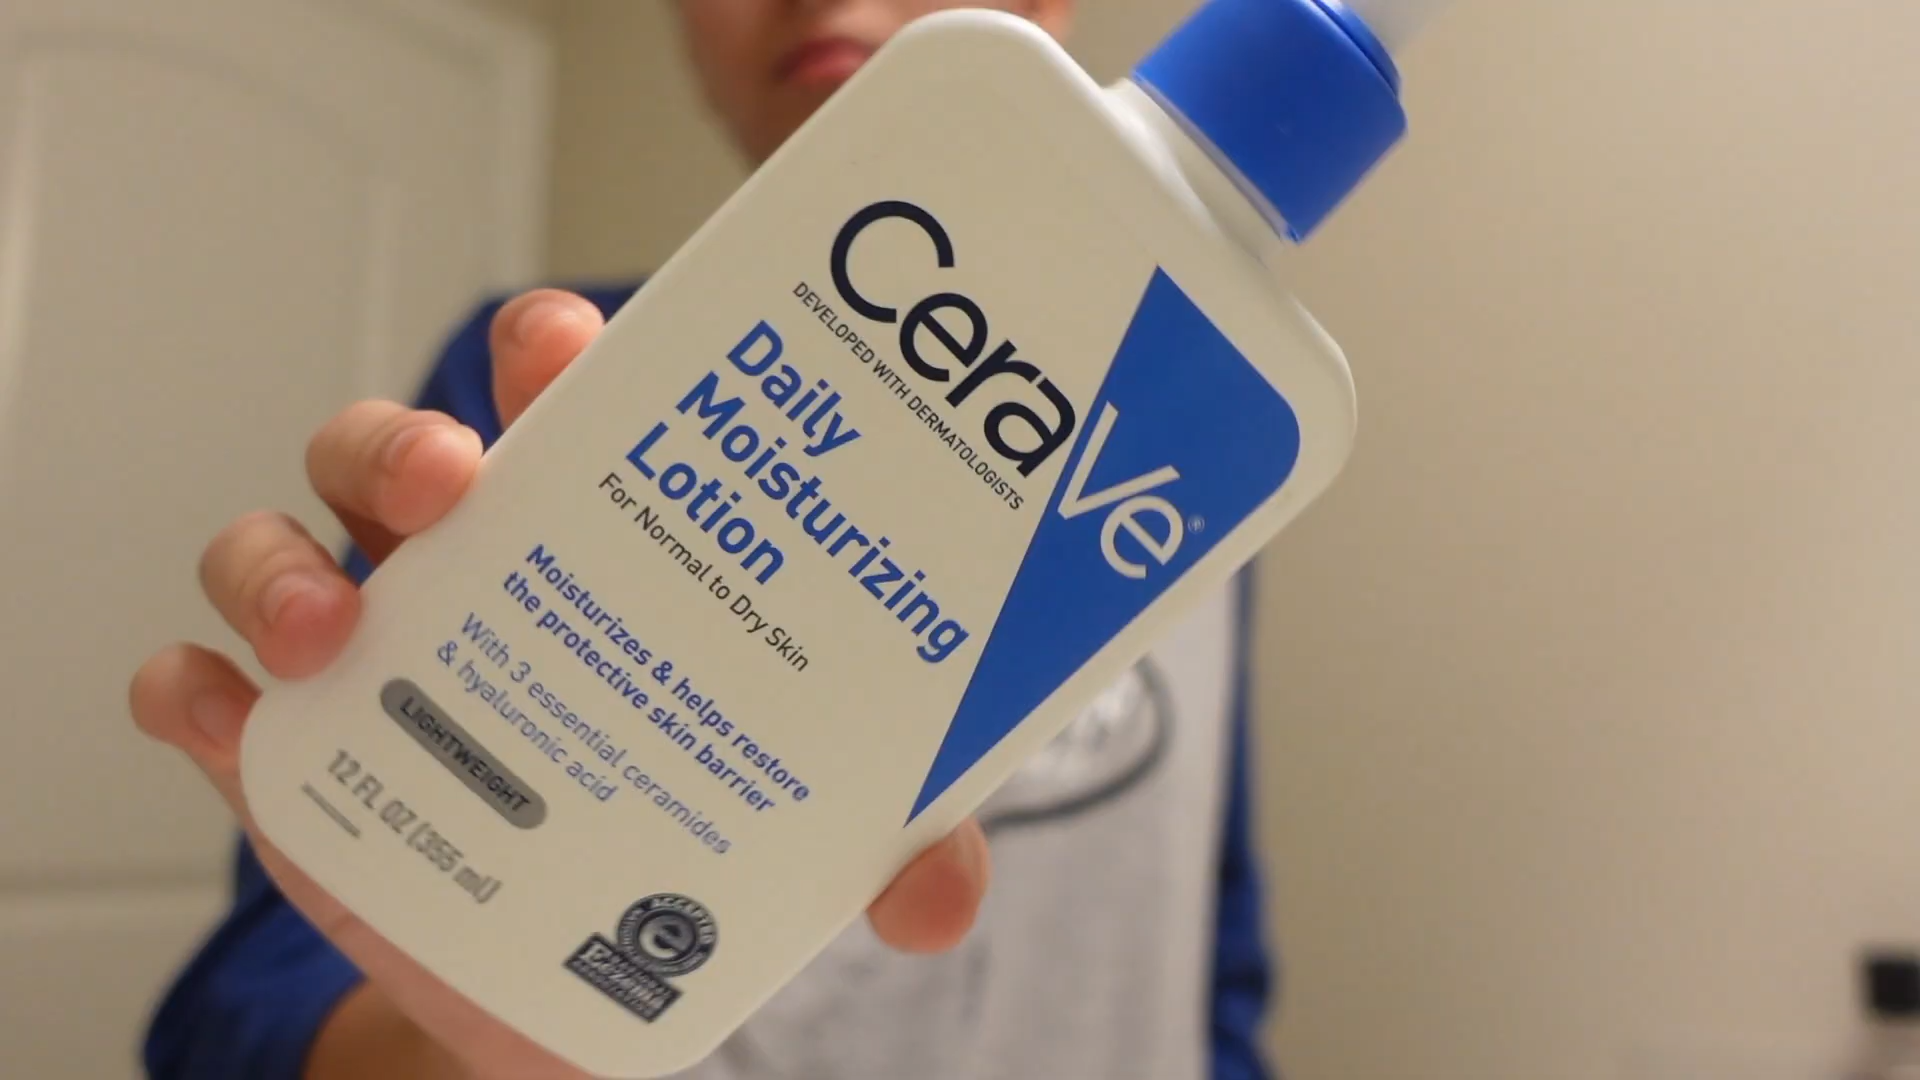 CeraVe®
DEVELOPED WITH DERMATOLOGISTS
Daily
Moisturizing
Lotion
For Normal to Dry Skin
Moisturizes & helps restore
the protective skin barrier
With 3 essential ceramides
& hyaluronic acid
LIGHTWEIGHT
12 FL OZ (355 ml)
ACCEPTED
e